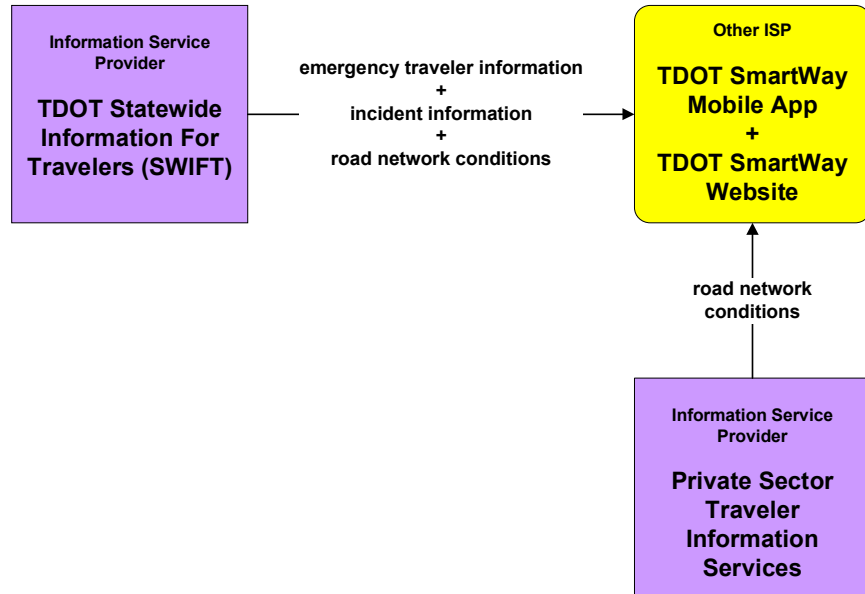 Information Service
Provider
TDOT Statewide
Information For
Travelers (SWIFT)
emergency traveler information
+
incident information
+
road network conditions
Other ISP
TDOT SmartWay
Mobile App
+
TDOT SmartWay
Website
road network
conditions
Information Service
Provider
Private Sector
Traveler
Information
Services